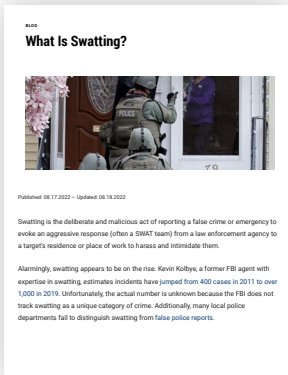 BLOG
What Is Swatting?
POLICE
79
Published: 08.17.2022 — Updated: 08.18.2022
Swatting is the deliberate and malicious act of reporting a false crime or emergency to
evoke an aggressive response (often a SWAT team) from a law enforcement agency to
a target's residence or place of work to harass and intimidate them.
Alarmingly, swatting appears to be on the rise. Kevin Kolbye, a former FBI agent with
expertise in swatting, estimates incidents have jumped from 400 cases in 2011 to over
1,000 in 2019. Unfortunately, the actual number is unknown because the FBI does not
track swatting as a unique category of crime. Additionally, many local police
departments fail to distinguish swatting from false police reports.